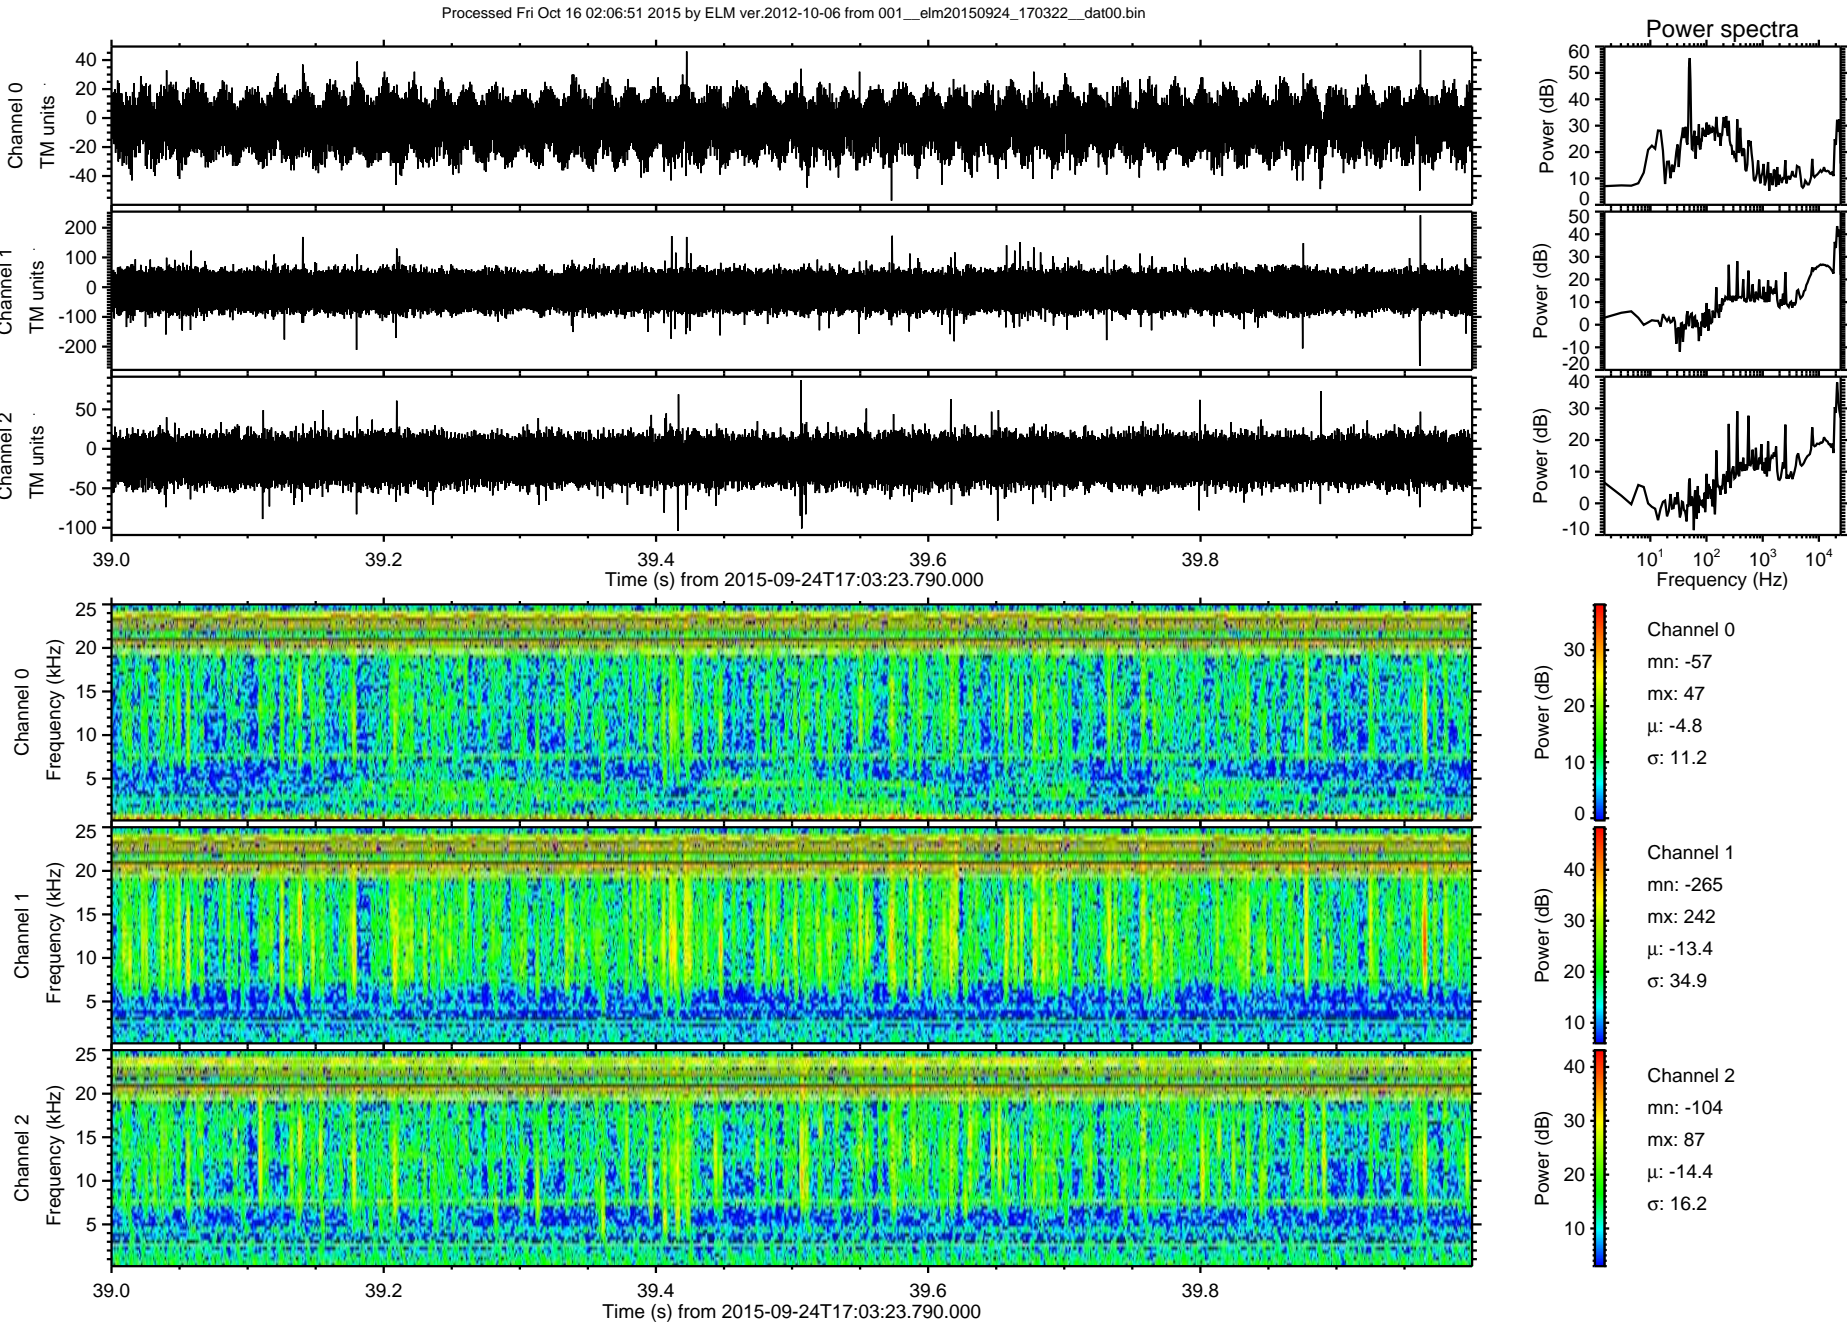 Processed Fri Oct 16 02:06:51 2015 by ELM ver.2012-10-06 from 001__elm20150924_170322__dat00.bin
Power spectra
Channel 0
TM units
40
20
0
-20
-40
Power (dB)
60
50
40
30
20
10
0
Channel 1
TM units
200
100
0
-100
-200
Power (dB)
50
40
30
20
10
0
-10
-20
Channel 2
TM units
50
0
-50
-100
Power (dB)
40
30
20
10
0
-10
39.0 39.2 39.4 39.6 39.8
Time (s) from 2015-09-24T17:03:23.790.000
10¹ 10² 10³ 10⁴
Frequency (Hz)
Channel 0
Frequency (kHz)
25
20
15
10
5
Power (dB)
30
20
10
0
Channel 0
mn: -57
mx: 47
μ: -4.8
σ: 11.2
Channel 1
Frequency (kHz)
25
20
15
10
5
Power (dB)
40
30
20
10
Channel 1
mn: -265
mx: 242
μ: -13.4
σ: 34.9
Channel 2
Frequency (kHz)
25
20
15
10
5
Power (dB)
40
30
20
10
Channel 2
mn: -104
mx: 87
μ: -14.4
σ: 16.2
39.0 39.2 39.4 39.6 39.8
Time (s) from 2015-09-24T17:03:23.790.000